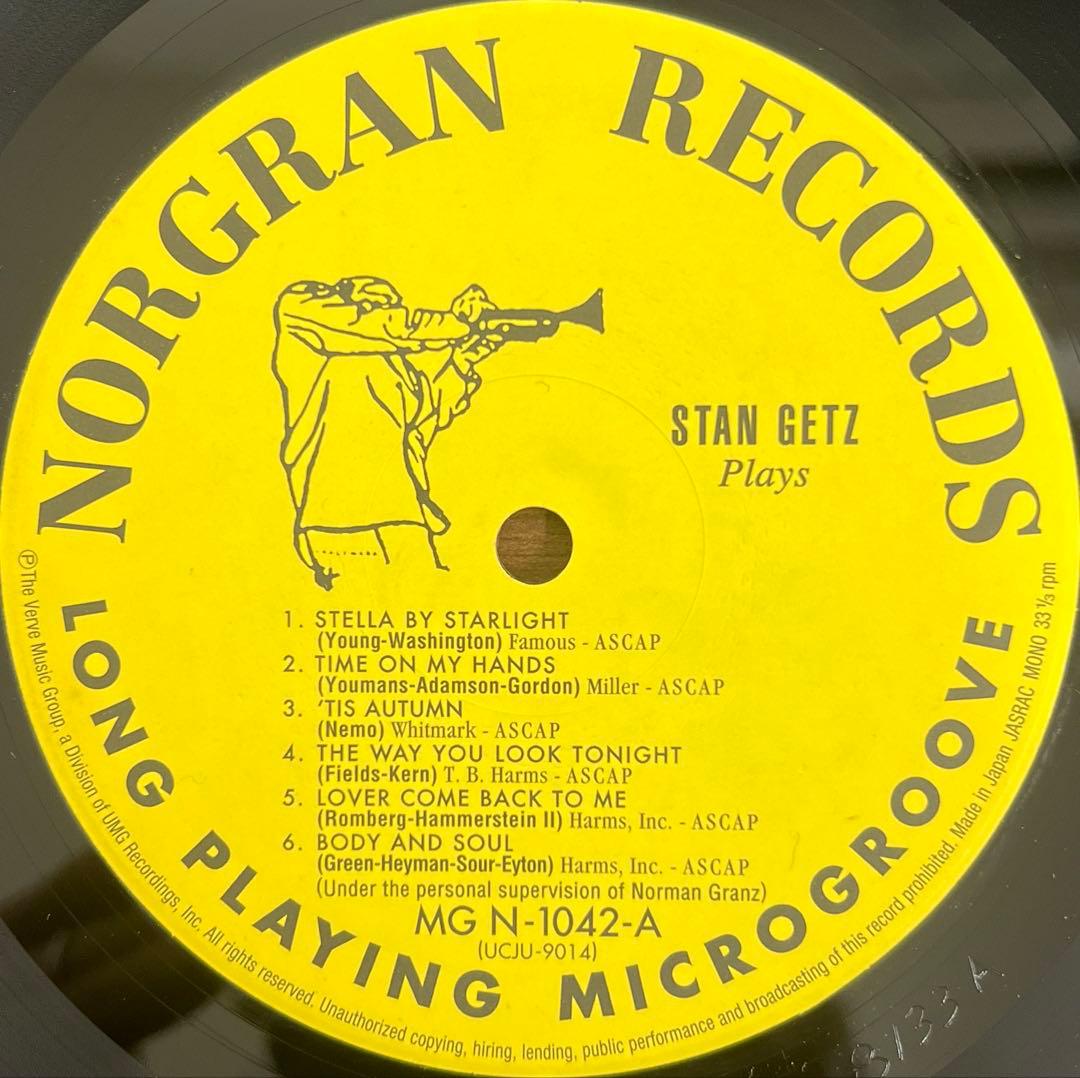 NORGRAN RECORDS
STAN GETZ
Plays
1. STELLA BY STARLIGHT
(Young-Washington) Famous - ASCAP
2. TIME ON MY HANDS
(Youmans-Adamson-Gordon) Miller - ASCAP
3. 'TIS AUTUMN
(Nemo) Whitmark - ASCAP
4. THE WAY YOU LOOK TONIGHT
(Fields-Kern) T. B. Harms - ASCAP
5. LOVER COME BACK TO ME
(Romberg-Hammerstein II) Harms, Inc. - ASCAP
6. BODY AND SOUL
(Green-Heyman-Sour-Eyton) Harms, Inc. - ASCAP
(Under the personal supervision of Norman Granz)
MG N-1042-A
(UCJU-9014)
LONG PLAYING MICROGROOVE
Ⓟ The Verve Music Group, a Division of UMG Recordings, Inc. All rights reserved. Unauthorized copying, hiring, lending, public performance and broadcasting of this record prohibited. Made in Japan JASRAC MONO 33 1/3 rpm